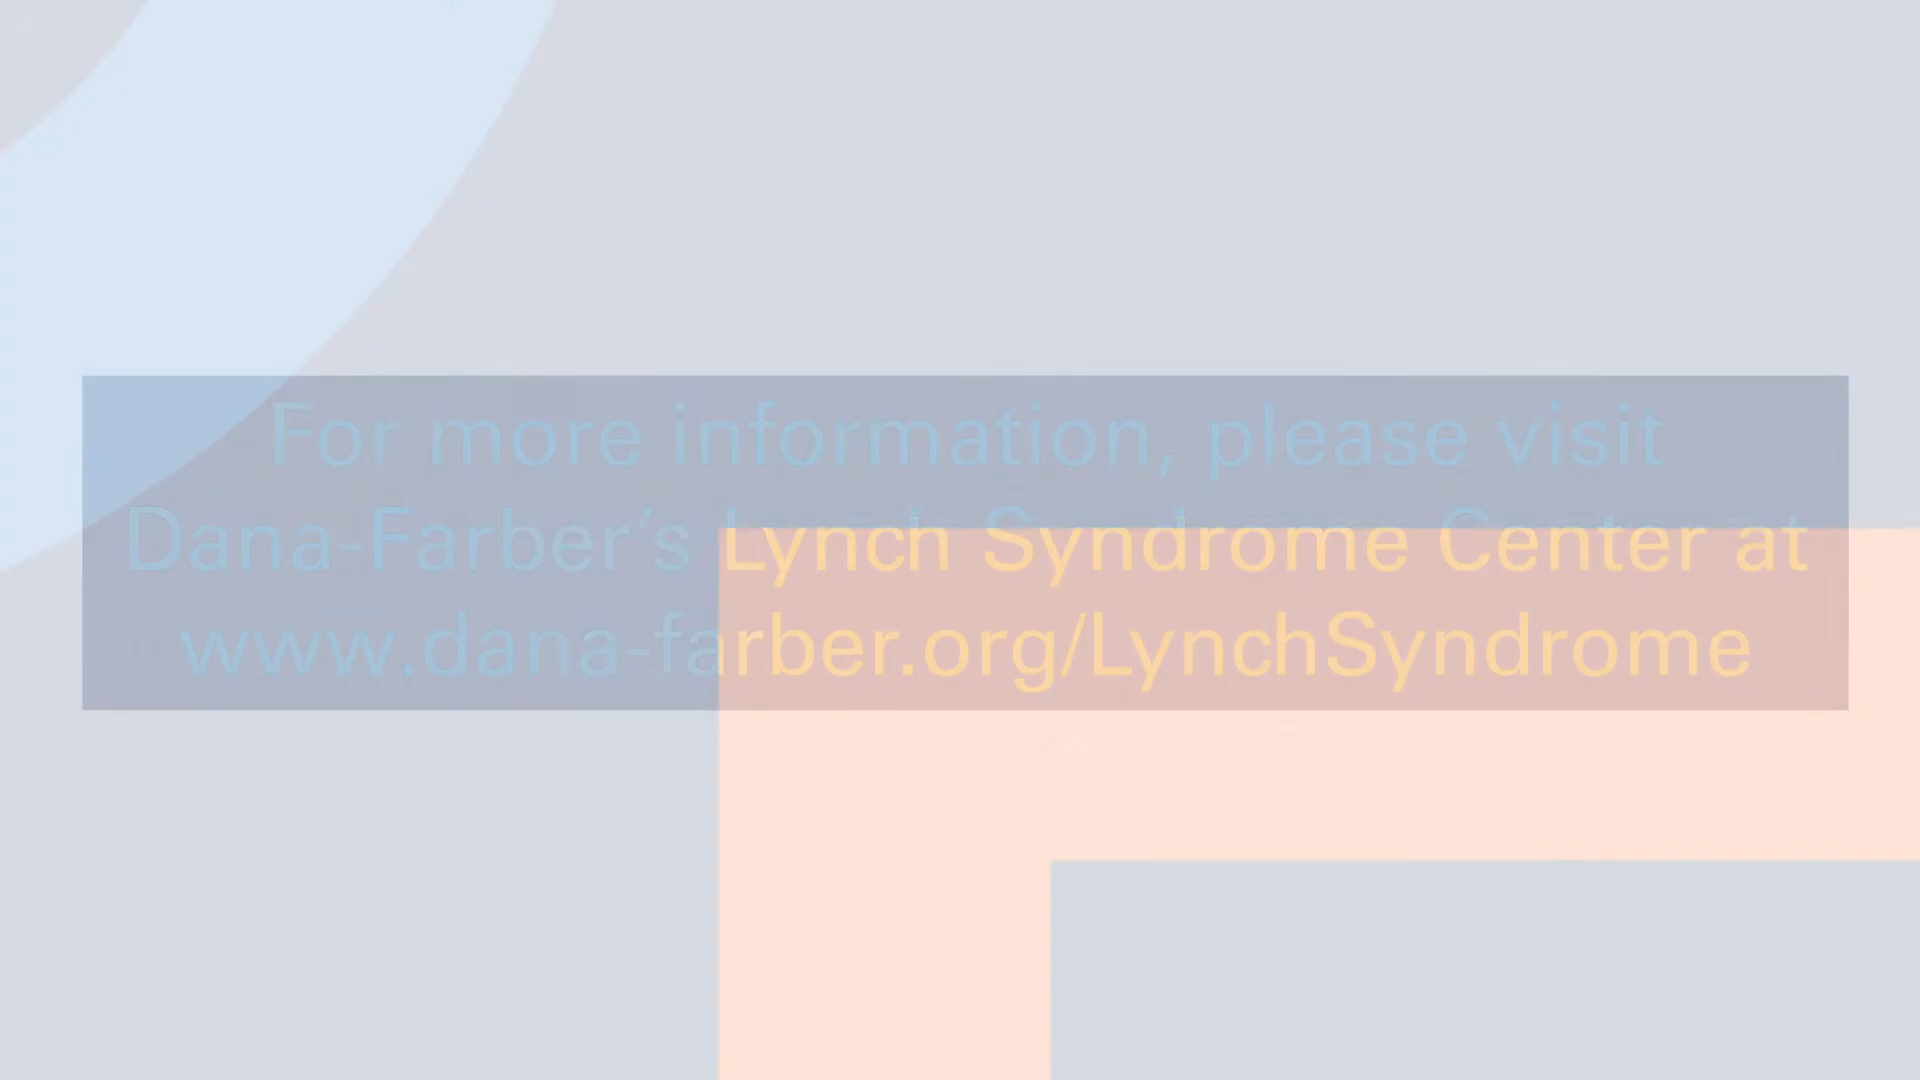 For more information, please visit
Dana-Farber’s Lynch Syndrome Center at
www.dana-farber.org/LynchSyndrome